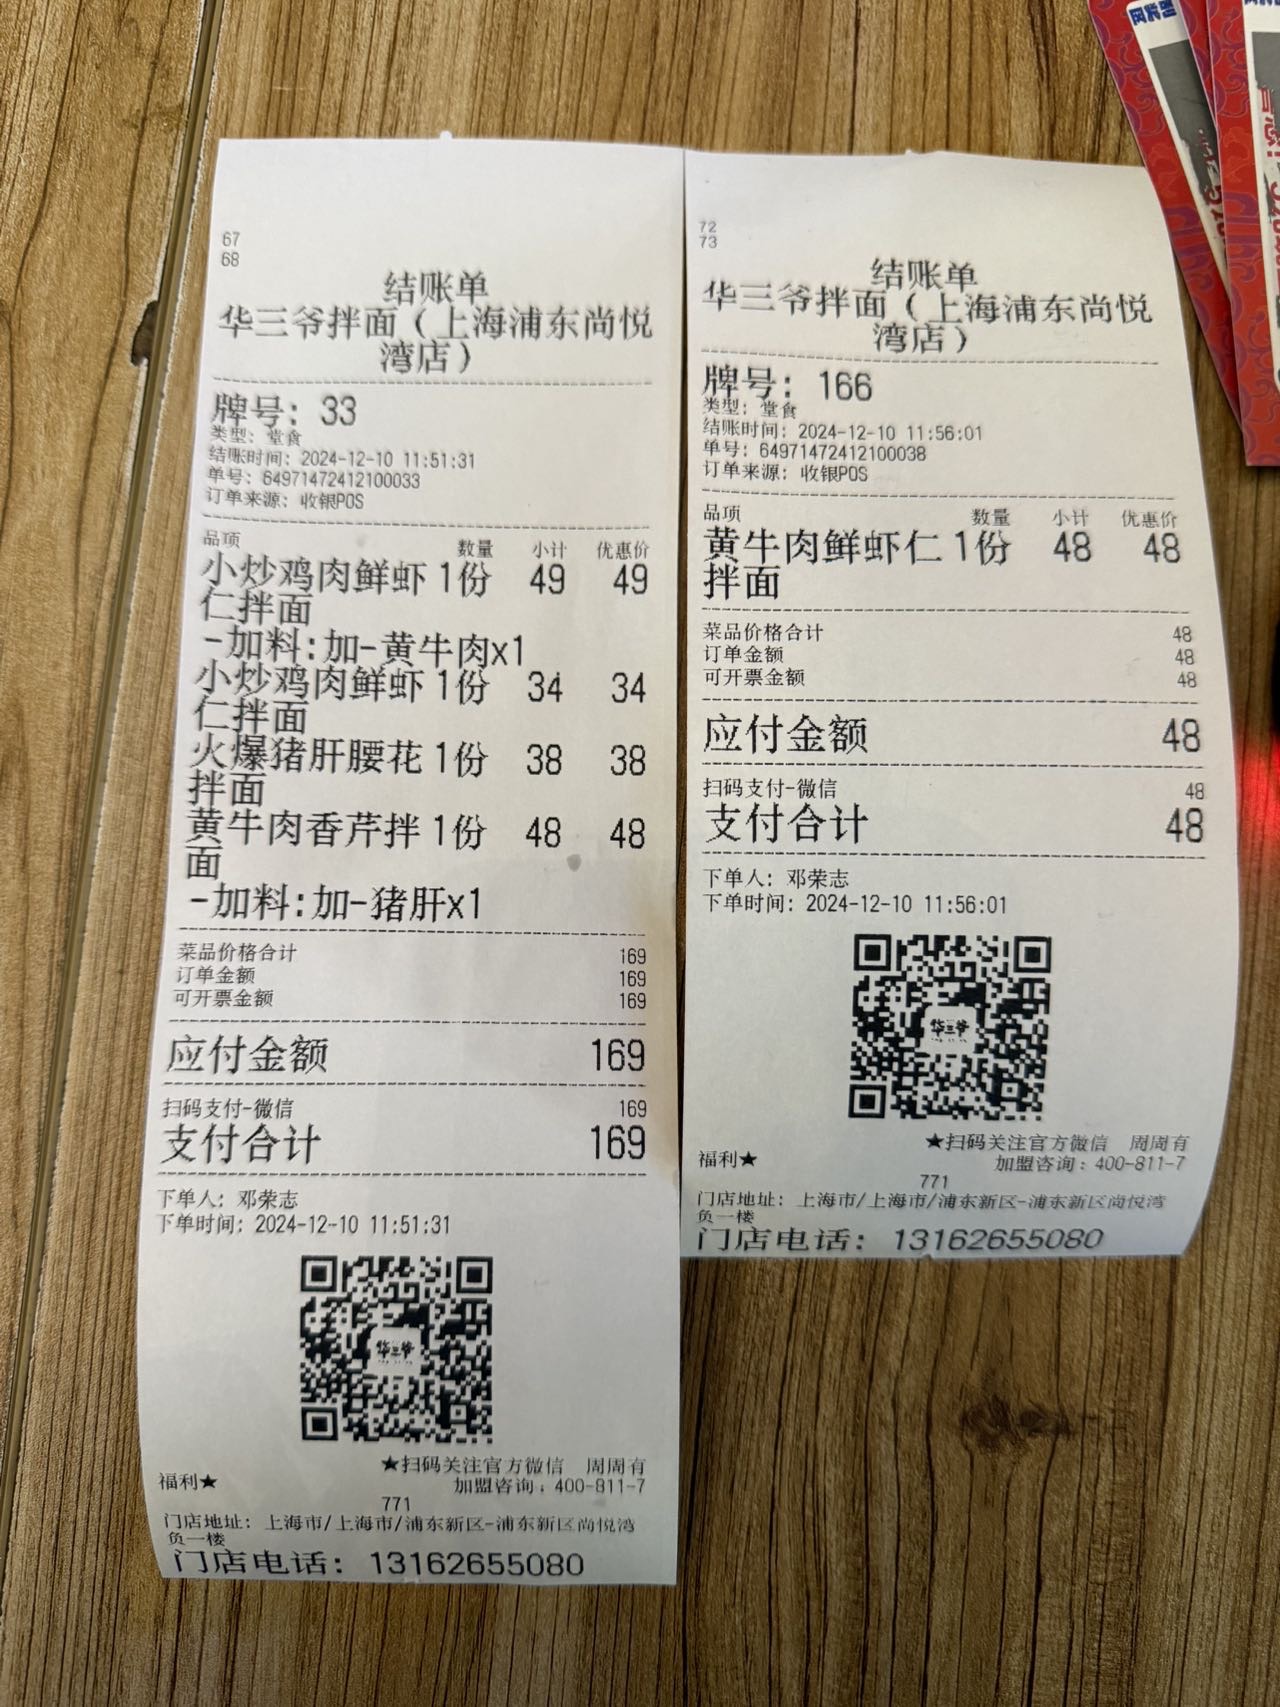 67
68
结账单
华三爷拌面（上海浦东尚悦
湾店）
牌号: 33
类型: 堂食
结账时间: 2024-12-10 11:51:31
单号: 64971472412100033
订单来源: 收银POS
品项 数量 小计 优惠价
小炒鸡肉鲜虾 1份 49 49
仁拌面
-加料:加-黄牛肉x1
小炒鸡肉鲜虾 1份 34 34
仁拌面
火爆猪肝腰花 1份 38 38
拌面
黄牛肉香芹拌 1份 48 48
面
-加料:加-猪肝x1
菜品价格合计 169
订单金额 169
可开票金额 169
应付金额 169
扫码支付-微信 169
支付合计 169
下单人: 邓荣志
下单时间: 2024-12-10 11:51:31
华三爷
★扫码关注官方微信 周周有
福利★ 加盟咨询: 400-811-7
771
门店地址: 上海市/上海市/浦东新区-浦东新区尚悦湾
负一楼
门店电话: 13162655080
72
73
结账单
华三爷拌面（上海浦东尚悦
湾店）
牌号: 166
类型: 堂食
结账时间: 2024-12-10 11:56:01
单号: 64971472412100038
订单来源: 收银POS
品项 数量 小计 优惠价
黄牛肉鲜虾仁 1份 48 48
拌面
菜品价格合计 48
订单金额 48
可开票金额 48
应付金额 48
扫码支付-微信 48
支付合计 48
下单人: 邓荣志
下单时间: 2024-12-10 11:56:01
华三爷
★扫码关注官方微信 周周有
福利★ 加盟咨询: 400-811-7
771
门店地址: 上海市/上海市/浦东新区-浦东新区尚悦湾
负一楼
门店电话: 13162655080